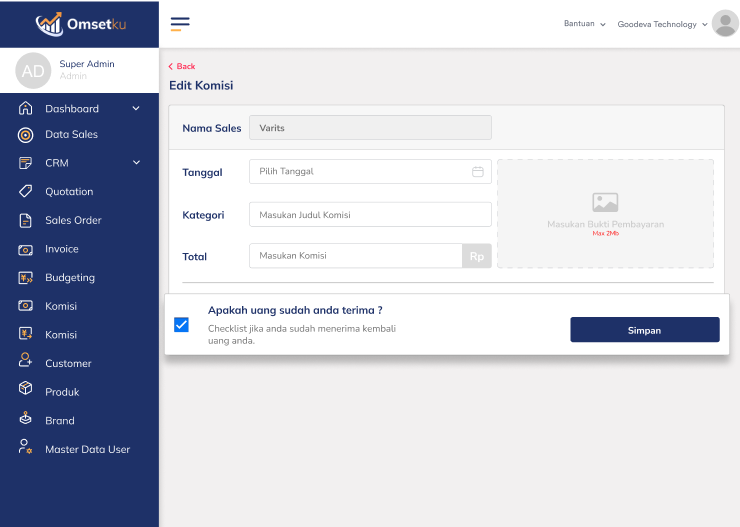 Omsetku
Bantuan
Goodeva Technology
AD
Super Admin
Admin
Dashboard
Data Sales
CRM
Quotation
Sales Order
Invoice
Budgeting
Komisi
Komisi
Customer
Produk
Brand
Master Data User
Back
Edit Komisi
Nama Sales
Varits
Tanggal
Pilih Tanggal
Kategori
Masukan Judul Komisi
Total
Masukan Komisi
Rp
Masukan Bukti Pembayaran
Max 2Mb
Apakah uang sudah anda terima ?
Checklist jika anda sudah menerima kembali
uang anda.
Simpan